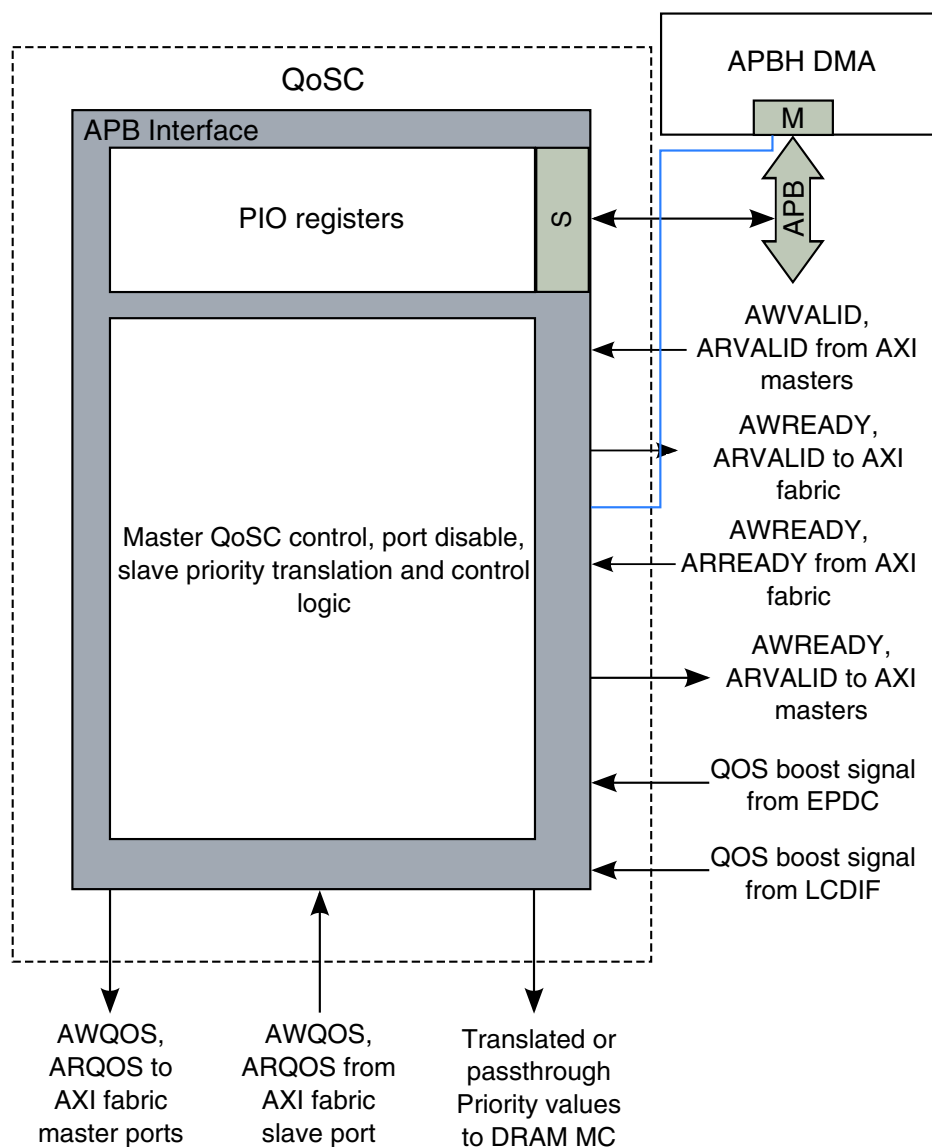 QoSC
APBH DMA
M
APB Interface
PIO registers
S
APB
AWVALID,
ARVALID from AXI
masters
AWREADY,
ARVALID to AXI
fabric
Master QoSC control, port disable,
slave priority translation and control
logic
AWREADY,
ARREADY from AXI
fabric
AWREADY,
ARVALID to AXI
masters
QOS boost signal
from EPDC
QOS boost signal
from LCDIF
AWQOS,
ARQOS to
AXI fabric
master ports
AWQOS,
ARQOS from
AXI fabric
slave port
Translated or
passthrough
Priority values
to DRAM MC